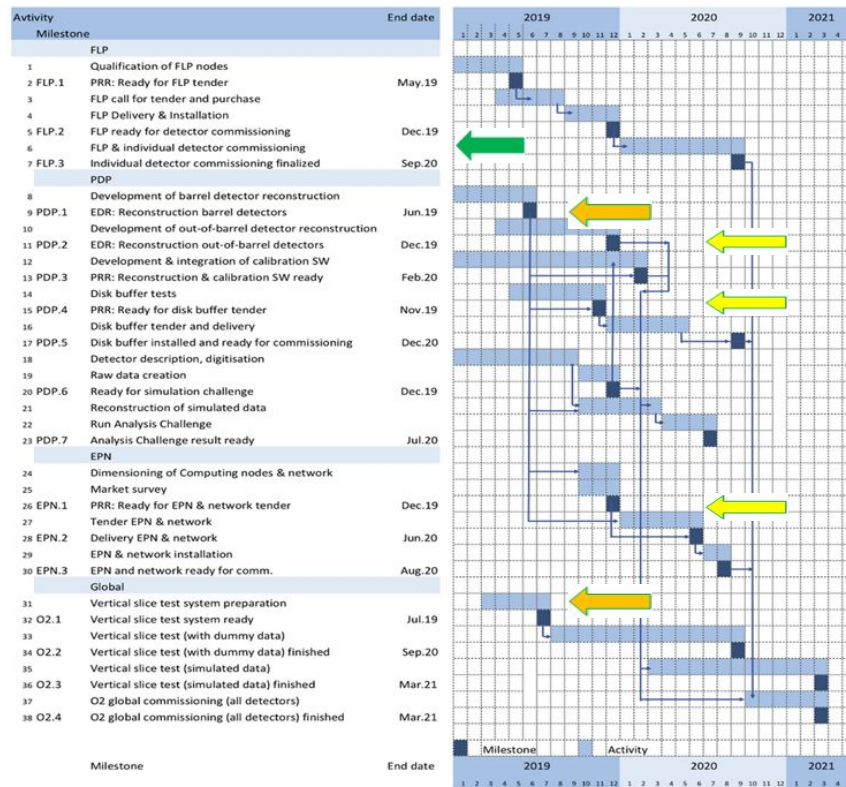 Avtivity End date 2019 2020 2021
Milestone 1 2 3 4 5 6 7 8 9 10 11 12 1 2 3 4 5 6 7 8 9 10 11 12 1 2 3 4
FLP
1 Qualification of FLP nodes
2 FLP.1 PRR: Ready for FLP tender May.19
3 FLP call for tender and purchase
4 FLP Delivery & Installation
5 FLP.2 FLP ready for detector commissioning Dec.19
6 FLP & individual detector commissioning
7 FLP.3 Individual detector commissioning finalized Sep.20
PDP
8 Development of barrel detector reconstruction
9 PDP.1 EDR: Reconstruction barrel detectors Jun.19
10 Development of out-of-barrel detector reconstruction
11 PDP.2 EDR: Reconstruction out-of-barrel detectors Dec.19
12 Development & integration of calibration SW
13 PDP.3 PRR: Reconstruction & calibration SW ready Feb.20
14 Disk buffer tests
15 PDP.4 PRR: Ready for disk buffer tender Nov.19
16 Disk buffer tender and delivery
17 PDP.5 Disk buffer installed and ready for commissioning Dec.20
18 Detector description, digitisation
19 Raw data creation
20 PDP.6 Ready for simulation challenge Dec.19
21 Reconstruction of simulated data
22 Run Analysis Challenge
23 PDP.7 Analysis Challenge result ready Jul.20
EPN
24 Dimensioning of Computing nodes & network
25 Market survey
26 EPN.1 PRR: Ready for EPN & network tender Dec.19
27 Tender EPN & network
28 EPN.2 Delivery EPN & network Jun.20
29 EPN & network installation
30 EPN.3 EPN and network ready for comm. Aug.20
Global
31 Vertical slice test system preparation
32 O2.1 Vertical slice test system ready Jul.19
33 Vertical slice test (with dummy data)
34 O2.2 Vertical slice test (with dummy data) finished Sep.20
35 Vertical slice test (simulated data)
36 O2.3 Vertical slice test (simulated data) finished Mar.21
37 O2 global commissioning (all detectors)
38 O2.4 O2 global commissioning (all detectors) finished Mar.21
Milestone Activity
Milestone End date 2019 2020 2021
1 2 3 4 5 6 7 8 9 10 11 12 1 2 3 4 5 6 7 8 9 10 11 12 1 2 3 4